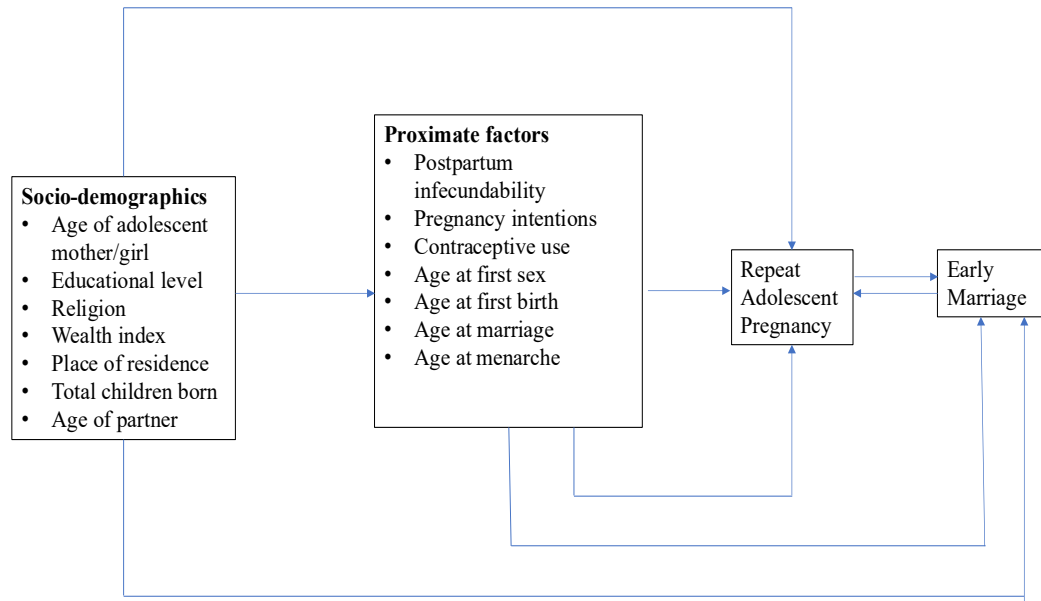 Socio-demographics
• Age of adolescent
mother/girl
• Educational level
• Religion
• Wealth index
• Place of residence
• Total children born
• Age of partner
Proximate factors
• Postpartum
infecundability
• Pregnancy intentions
• Contraceptive use
• Age at first sex
• Age at first birth
• Age at marriage
• Age at menarche
Repeat
Adolescent
Pregnancy
Early
Marriage